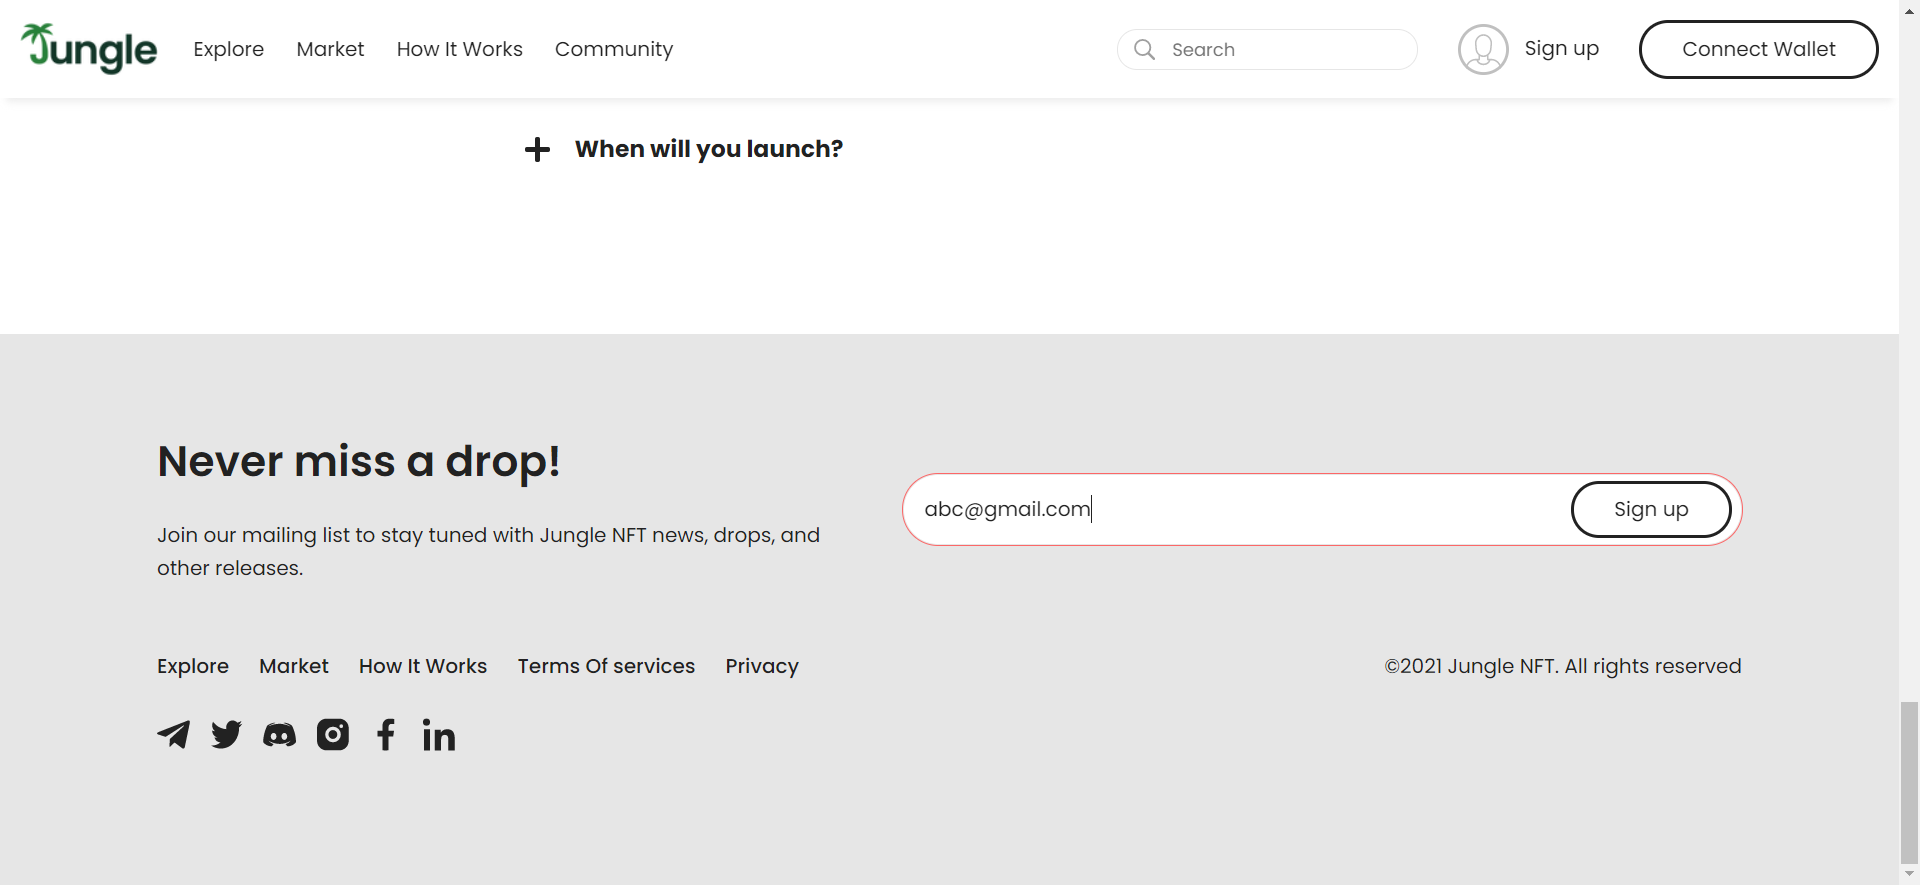 Jungle
Explore Market How It Works Community Search Sign up Connect Wallet
When will you launch?
Never miss a drop!
Join our mailing list to stay tuned with Jungle NFT news, drops, and
other releases.
abc@gmail.com Sign up
Explore Market How It Works Terms Of services Privacy
©2021 Jungle NFT. All rights reserved